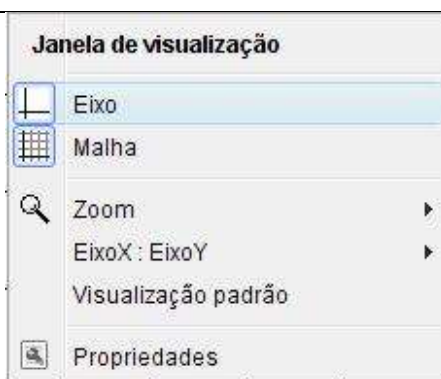 Janela de visualização
Eixo
Malha
Zoom
EixoX : EixoY
Visualização padrão
Propriedades